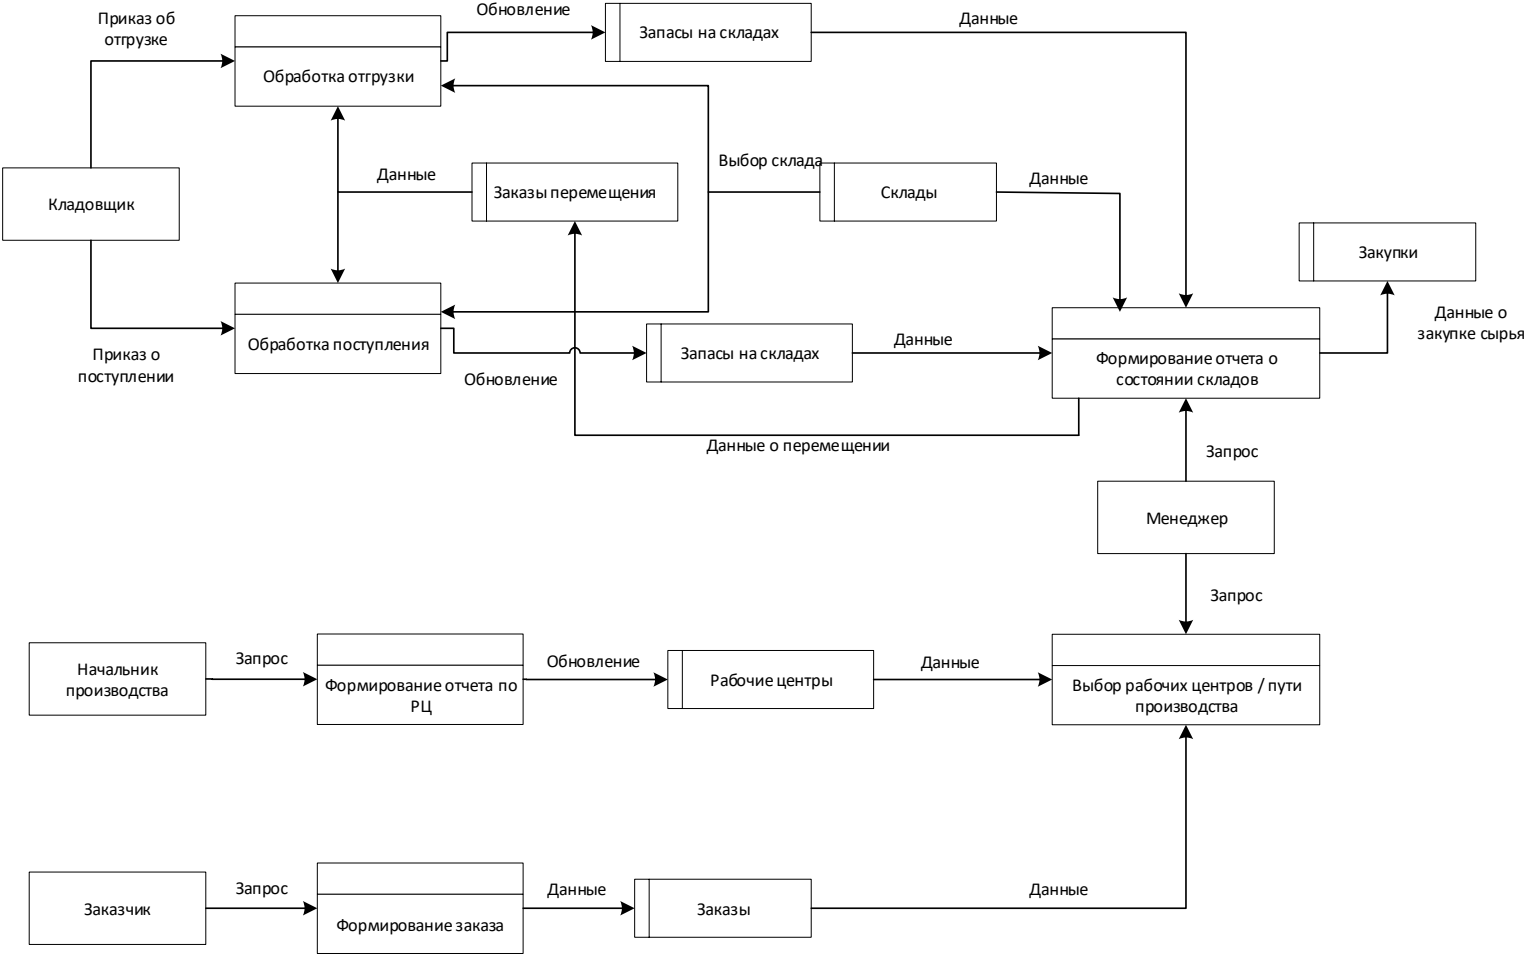 Приказ об
отгрузке
Обновление
Запасы на складах
Данные
Обработка отгрузки
Кладовщик
Данные
Заказы перемещения
Выбор склада
Склады
Данные
Закупки
Приказ о
поступлении
Обработка поступления
Обновление
Запасы на складах
Данные
Формирование отчета о
состоянии складов
Данные о
закупке сырья
Данные о перемещении
Запрос
Менеджер
Запрос
Начальник
производства
Запрос
Формирование отчета по
РЦ
Обновление
Рабочие центры
Данные
Выбор рабочих центров / пути
производства
Заказчик
Запрос
Формирование заказа
Данные
Заказы
Данные